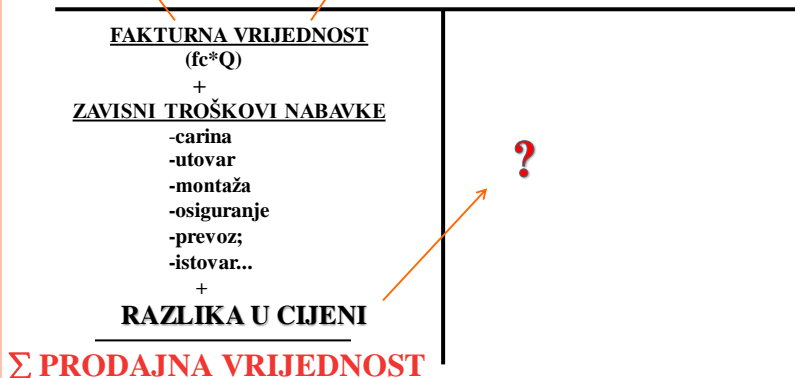 FAKTURNA VRIJEDNOST
(fc*Q)
+
ZAVISNI TROŠKOVI NABAVKE
-carina
-utovar
-montaža
-osiguranje
-prevoz;
-istovar...
+
RAZLIKA U CIJENI
∑ PRODAJNA VRIJEDNOST
?